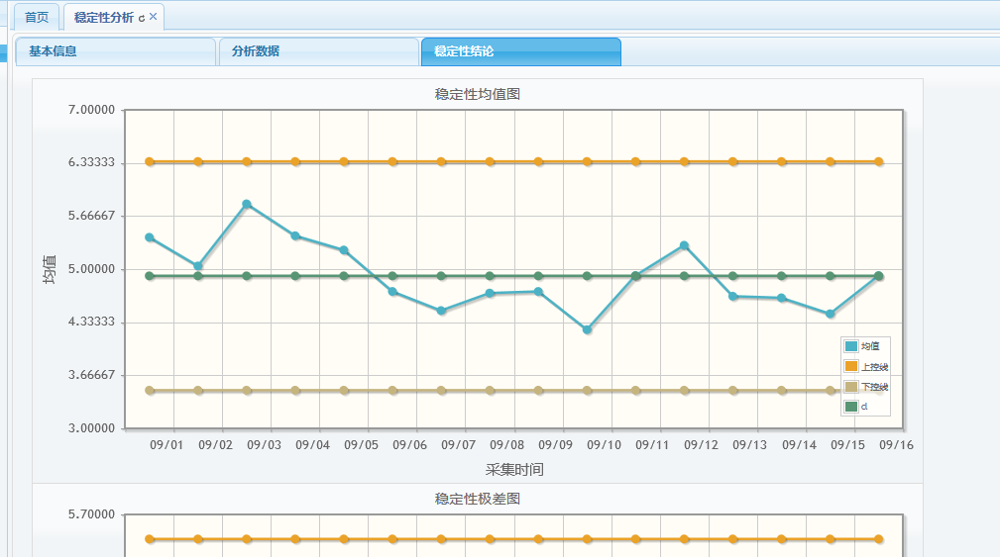 首页 稳定性分析
基本信息 分析数据 稳定性结论
稳定性均值图
7.00000
6.33333
5.66667
5.00000
4.33333
3.66667
3.00000
均值
均值
上控线
下控线
cl
09/01 09/02 09/03 09/04 09/05 09/06 09/07 09/08 09/09 09/10 09/11 09/12 09/13 09/14 09/15 09/16
采集时间
稳定性极差图
5.70000